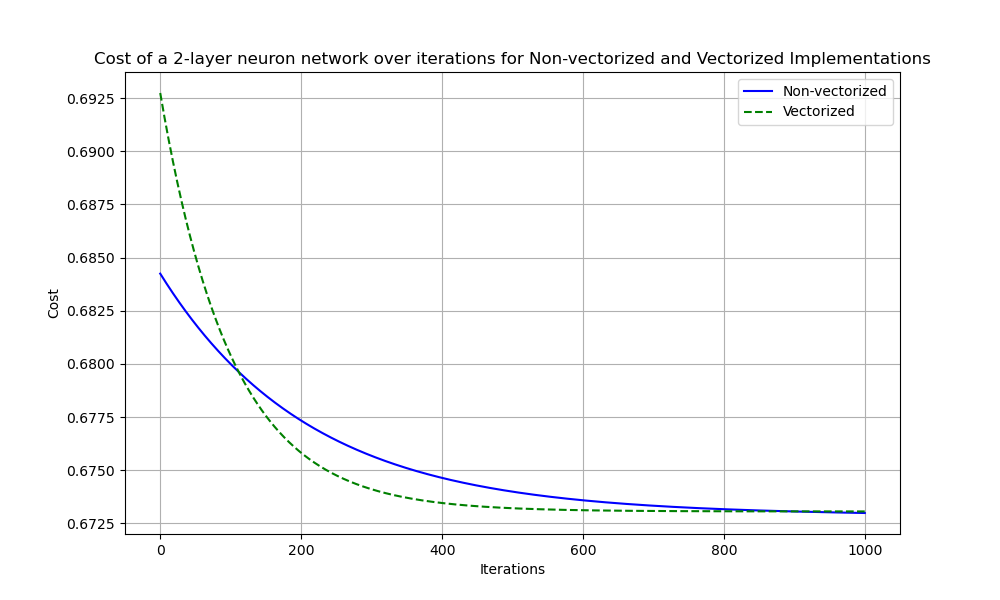 Cost of a 2-layer neuron network over iterations for Non-vectorized and Vectorized Implementations
Non-vectorized
Vectorized
0.6925
0.6900
0.6875
0.6850
0.6825
0.6800
0.6775
0.6750
0.6725
Cost
0 200 400 600 800 1000
Iterations